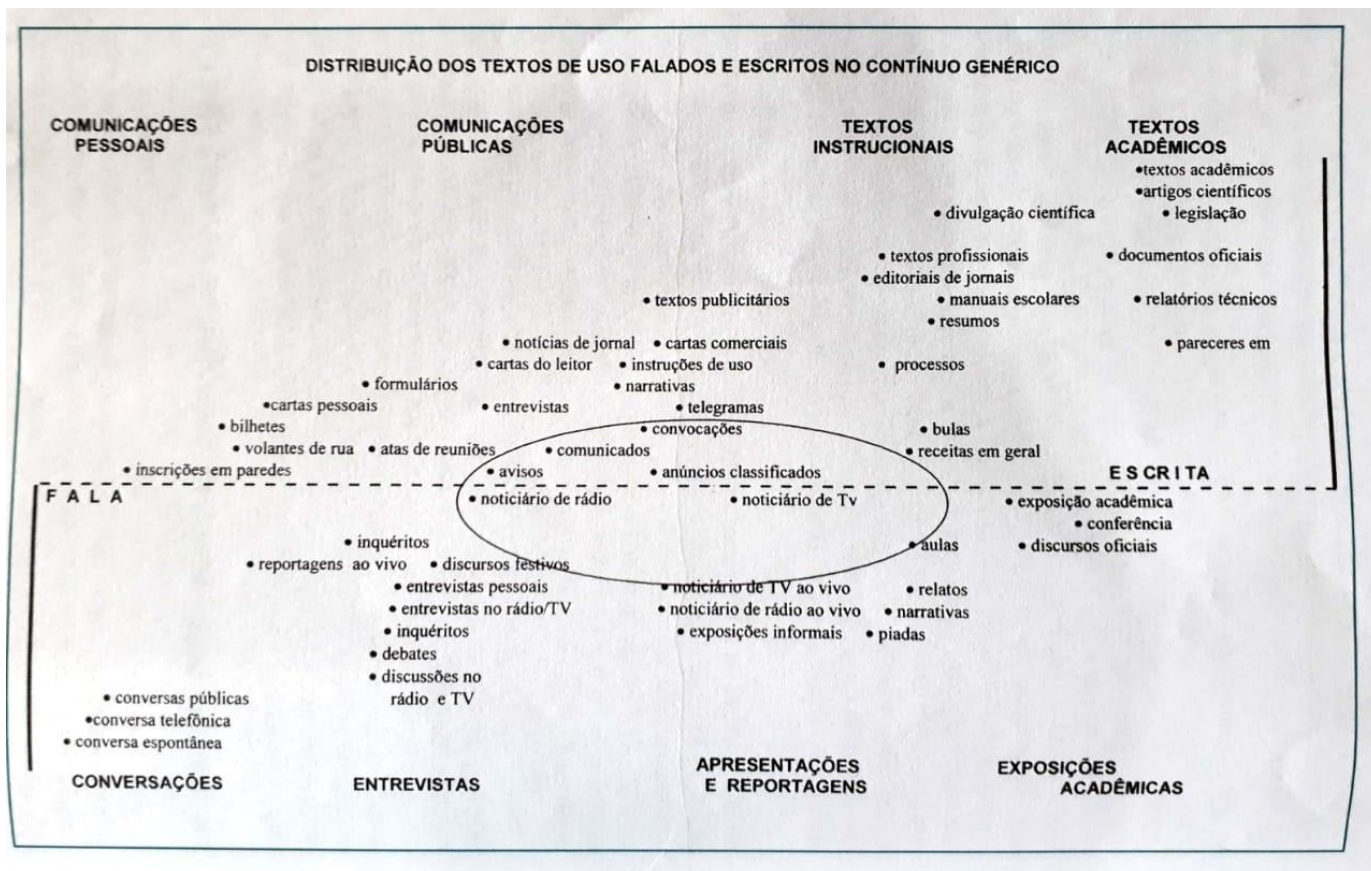 DISTRIBUIÇÃO DOS TEXTOS DE USO FALADOS E ESCRITOS NO CONTÍNUO GENÉRICO
COMUNICAÇÕES PESSOAIS
COMUNICAÇÕES PÚBLICAS
TEXTOS INSTRUCIONAIS
TEXTOS ACADÊMICOS
•textos acadêmicos
•artigos científicos
• divulgação científica • legislação
• textos profissionais • documentos oficiais
• editoriais de jornais
• textos publicitários • manuais escolares • relatórios técnicos
• resumos
• notícias de jornal • cartas comerciais • pareceres em
• cartas do leitor • instruções de uso • processos
• formulários • narrativas
•cartas pessoais • entrevistas • telegramas
• bilhetes • convocações • bulas
• volantes de rua • atas de reuniões • comunicados • receitas em geral
• inscrições em paredes • avisos • anúncios classificados ESCRITA
FALA • noticiário de rádio • noticiário de Tv • exposição acadêmica
• conferência
• inquéritos • aulas • discursos oficiais
• reportagens ao vivo • discursos festivos
• entrevistas pessoais • noticiário de TV ao vivo • relatos
• entrevistas no rádio/TV • noticiário de rádio ao vivo • narrativas
• inquéritos • exposições informais • piadas
• debates
• discussões no
• conversas públicas rádio e TV
•conversa telefônica
• conversa espontânea
CONVERSAÇÕES
ENTREVISTAS
APRESENTAÇÕES E REPORTAGENS
EXPOSIÇÕES ACADÊMICAS